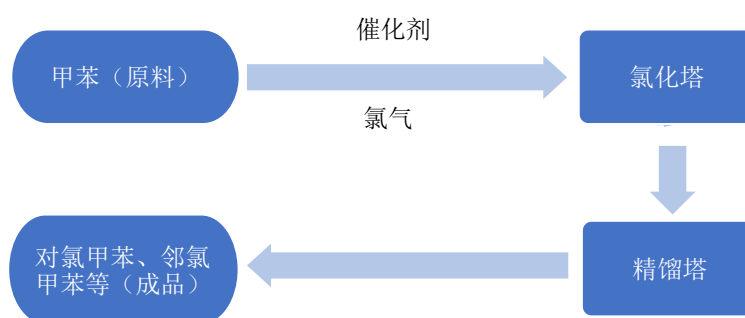 催化剂
甲苯（原料）
氯化塔
氯气
对氯甲苯、邻氯
甲苯等（成品）
精馏塔